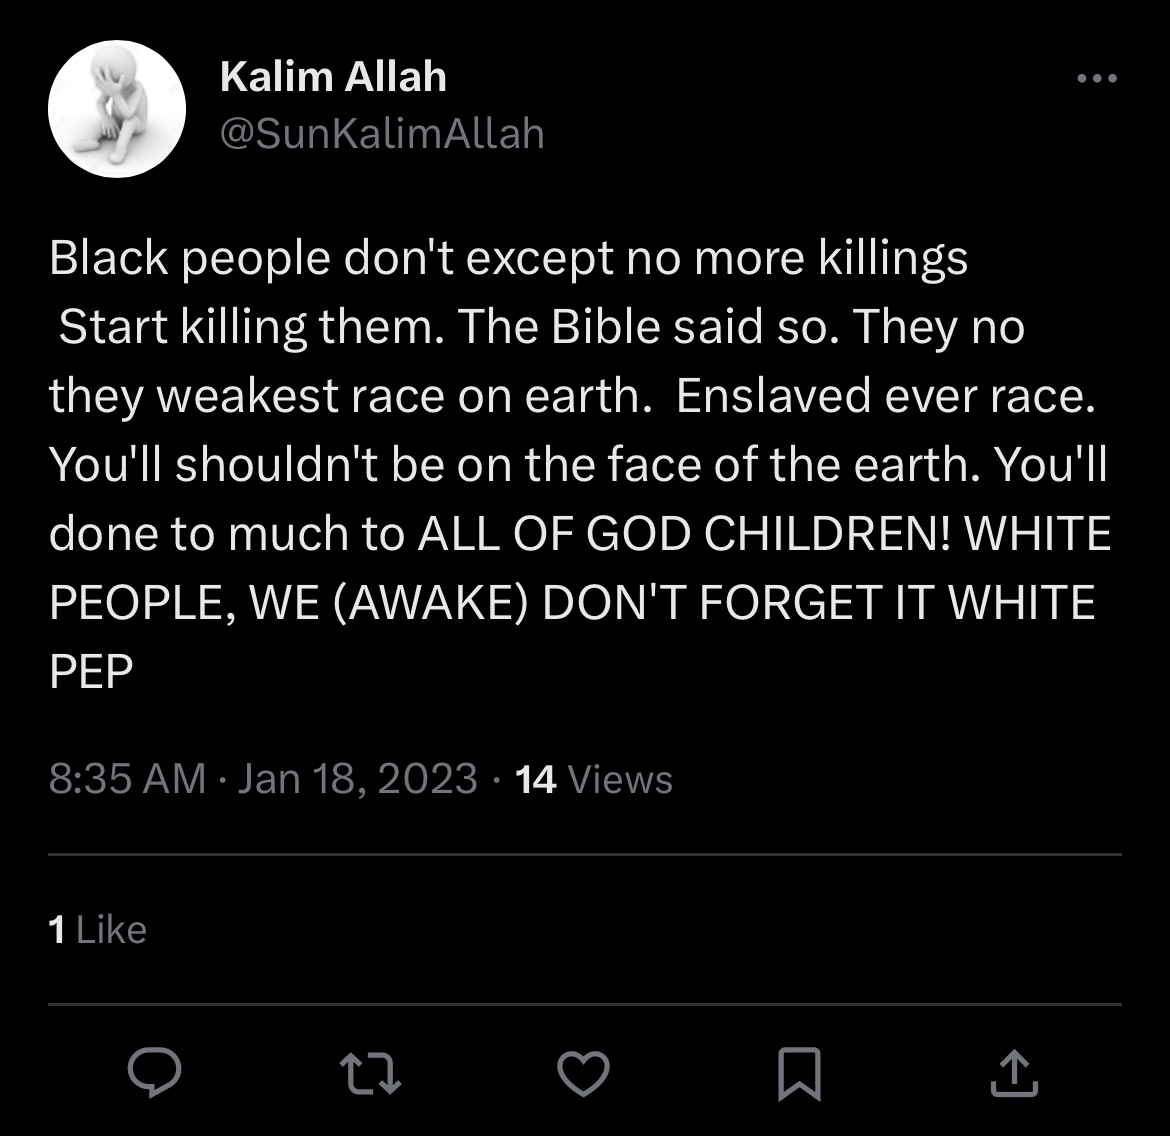 Kalim Allah
@SunKalimAllah
Black people don't except no more killings
Start killing them. The Bible said so. They no
they weakest race on earth.  Enslaved ever race.
You'll shouldn't be on the face of the earth. You'll
done to much to ALL OF GOD CHILDREN! WHITE
PEOPLE, WE (AWAKE) DON'T FORGET IT WHITE
PEP
8:35 AM · Jan 18, 2023 · 14 Views
1 Like